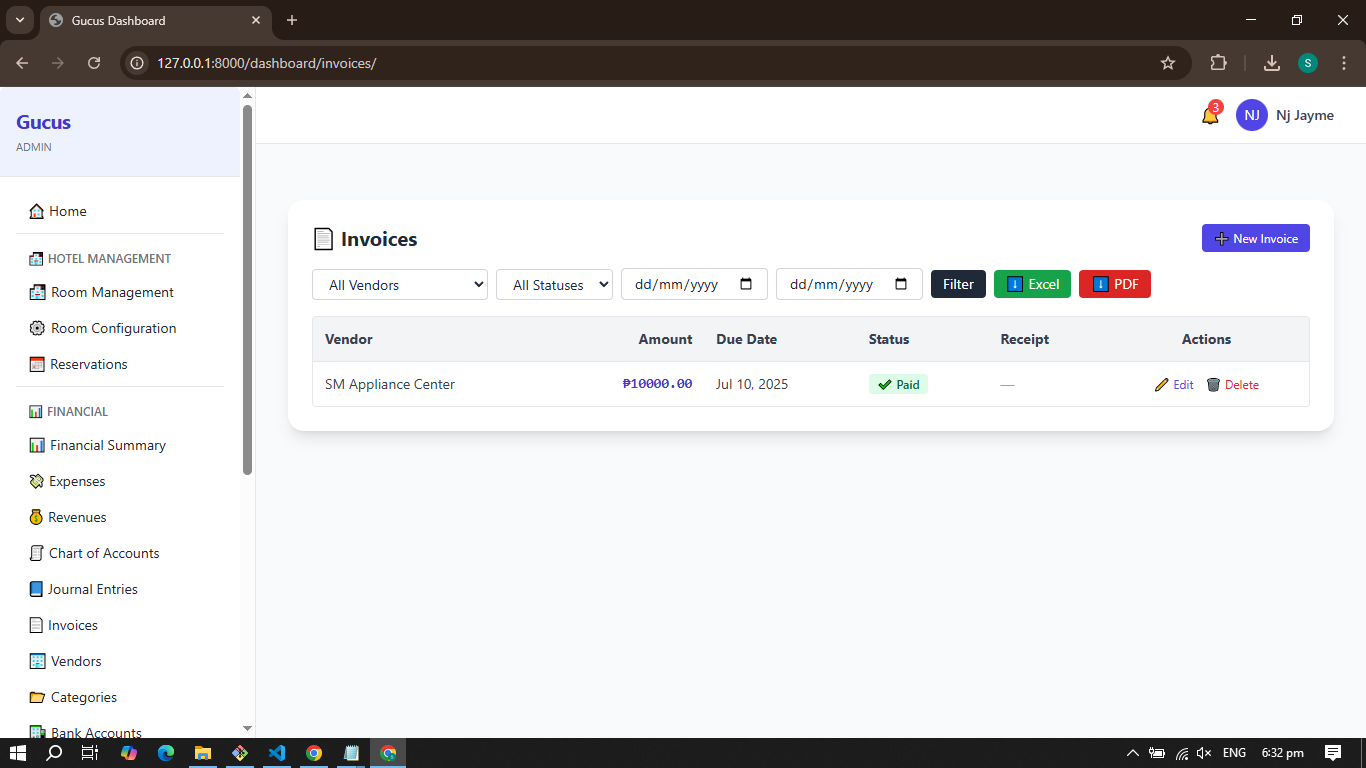 Gucus Dashboard
127.0.0.1:8000/dashboard/invoices/
S
Gucus
ADMIN
3
NJ
Nj Jayme
Home
HOTEL MANAGEMENT
Room Management
Room Configuration
Reservations
FINANCIAL
Financial Summary
Expenses
Revenues
Chart of Accounts
Journal Entries
Invoices
Vendors
Categories
Bank Accounts
Invoices
New Invoice
All Vendors All Statuses dd/mm/yyyy dd/mm/yyyy Filter Excel PDF
Vendor Amount Due Date Status Receipt Actions
SM Appliance Center ₱10000.00 Jul 10, 2025 Paid — Edit Delete
ENG 6:32 pm